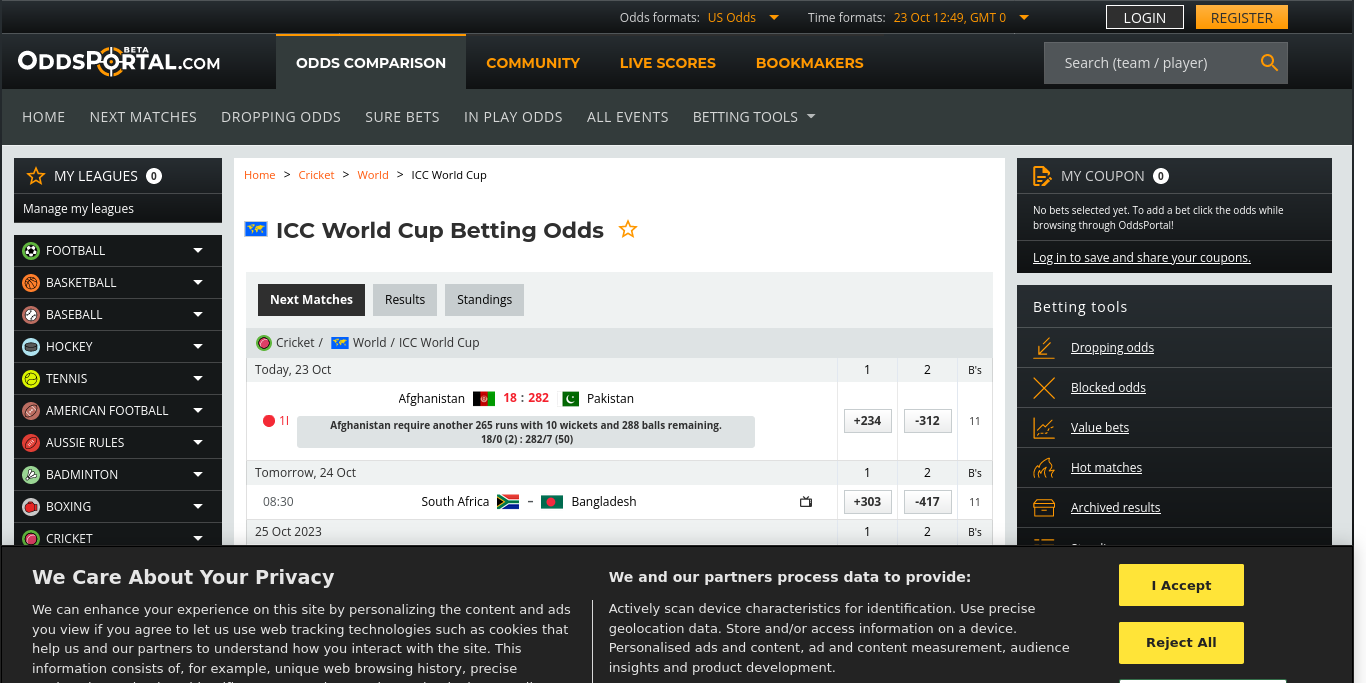 Odds formats: US Odds Time formats: 23 Oct 12:49, GMT 0 LOGIN REGISTER
ODDSPORTAL.COM BETA
ODDS COMPARISON COMMUNITY LIVE SCORES BOOKMAKERS Search (team / player)
HOME NEXT MATCHES DROPPING ODDS SURE BETS IN PLAY ODDS ALL EVENTS BETTING TOOLS
MY LEAGUES 0
Manage my leagues
FOOTBALL
BASKETBALL
BASEBALL
HOCKEY
TENNIS
AMERICAN FOOTBALL
AUSSIE RULES
BADMINTON
BOXING
CRICKET
Home > Cricket > World > ICC World Cup
ICC World Cup Betting Odds
Next Matches Results Standings
Cricket / World / ICC World Cup
Today, 23 Oct 1 2 B's
Afghanistan 18 : 282 Pakistan
1I +234 -312 11
Afghanistan require another 265 runs with 10 wickets and 288 balls remaining.
18/0 (2) : 282/7 (50)
Tomorrow, 24 Oct 1 2 B's
08:30 South Africa – Bangladesh +303 -417 11
25 Oct 2023 1 2 B's
MY COUPON 0
No bets selected yet. To add a bet click the odds while
browsing through OddsPortal!
Log in to save and share your coupons.
Betting tools
Dropping odds
Blocked odds
Value bets
Hot matches
Archived results
We Care About Your Privacy
We can enhance your experience on this site by personalizing the content and ads
you view if you agree to let us use web tracking technologies such as cookies that
help us and our partners to understand how you interact with the site. This
information consists of, for example, unique web browsing history, precise
We and our partners process data to provide:
Actively scan device characteristics for identification. Use precise
geolocation data. Store and/or access information on a device.
Personalised ads and content, ad and content measurement, audience
insights and product development.
I Accept
Reject All